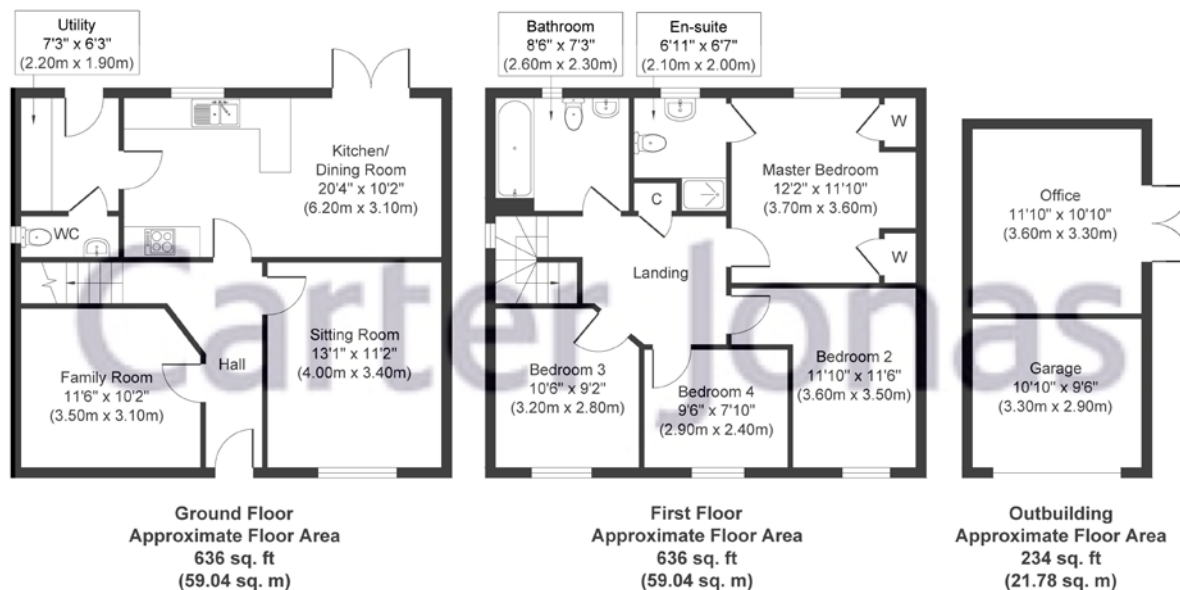 Utility
7'3" x 6'3"
(2.20m x 1.90m)
Kitchen/
Dining Room
20'4" x 10'2"
(6.20m x 3.10m)
WC
Sitting Room
13'1" x 11'2"
(4.00m x 3.40m)
Hall
Family Room
11'6" x 10'2"
(3.50m x 3.10m)
Ground Floor
Approximate Floor Area
636 sq. ft
(59.04 sq. m)
Bathroom
8'6" x 7'3"
(2.60m x 2.30m)
En-suite
6'11" x 6'7"
(2.10m x 2.00m)
W
Master Bedroom
12'2" x 11'10"
(3.70m x 3.60m)
C
W
Landing
Bedroom 3
10'6" x 9'2"
(3.20m x 2.80m)
Bedroom 4
9'6" x 7'10"
(2.90m x 2.40m)
Bedroom 2
11'10" x 11'6"
(3.60m x 3.50m)
First Floor
Approximate Floor Area
636 sq. ft
(59.04 sq. m)
Office
11'10" x 10'10"
(3.60m x 3.30m)
Garage
10'10" x 9'6"
(3.30m x 2.90m)
Outbuilding
Approximate Floor Area
234 sq. ft
(21.78 sq. m)
Carter Jonas